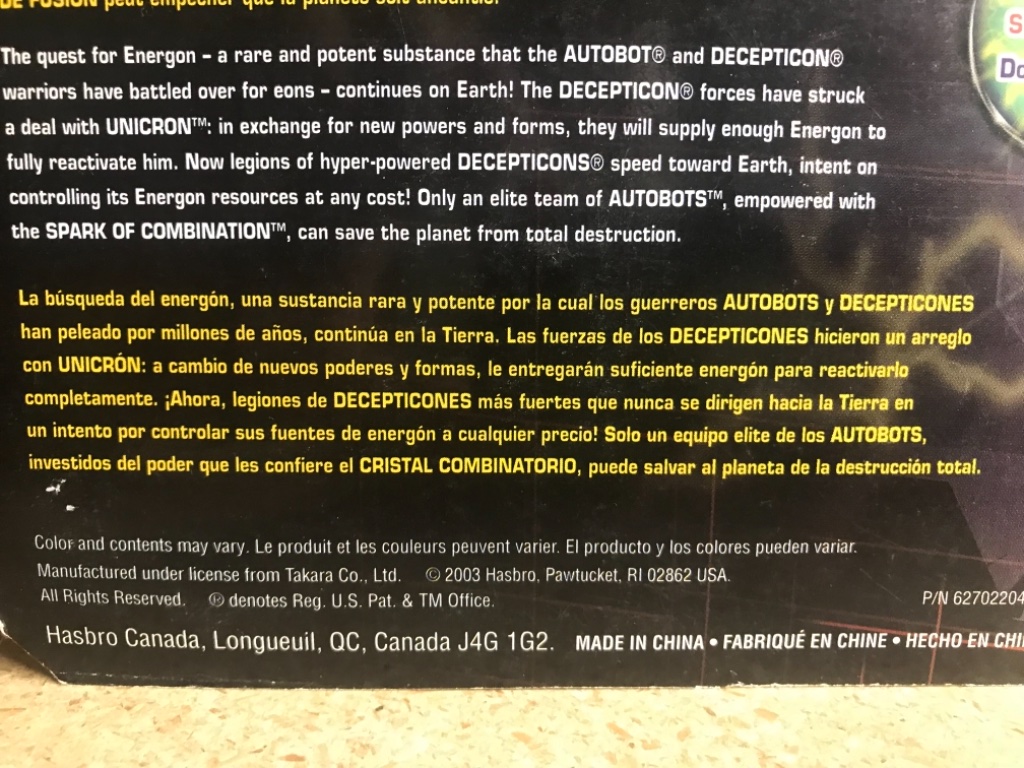 DE FUSION peut empêcher que la planète soit anéantie!
The quest for Energon – a rare and potent substance that the AUTOBOT® and DECEPTICON®
warriors have battled over for eons – continues on Earth! The DECEPTICON® forces have struck
a deal with UNICRON™: in exchange for new powers and forms, they will supply enough Energon to
fully reactivate him. Now legions of hyper-powered DECEPTICONS® speed toward Earth, intent on
controlling its Energon resources at any cost! Only an elite team of AUTOBOTS™, empowered with
the SPARK OF COMBINATION™, can save the planet from total destruction.
La búsqueda del energón, una sustancia rara y potente por la cual los guerreros AUTOBOTS y DECEPTICONES
han peleado por millones de años, continúa en la Tierra. Las fuerzas de los DECEPTICONES hicieron un arreglo
con UNICRÓN: a cambio de nuevos poderes y formas, le entregarán suficiente energón para reactivarlo
completamente. ¡Ahora, legiones de DECEPTICONES más fuertes que nunca se dirigen hacia la Tierra en
un intento por controlar sus fuentes de energón a cualquier precio! Solo un equipo elite de los AUTOBOTS,
investidos del poder que les confiere el CRISTAL COMBINATORIO, puede salvar al planeta de la destrucción total.
Color and contents may vary. Le produit et les couleurs peuvent varier. El producto y los colores pueden variar.
Manufactured under license from Takara Co., Ltd. © 2003 Hasbro, Pawtucket, RI 02862 USA.
All Rights Reserved. ® denotes Reg. U.S. Pat. & TM Office.
P/N 62702204
Hasbro Canada, Longueuil, QC, Canada J4G 1G2. MADE IN CHINA • FABRIQUÉ EN CHINE • HECHO EN